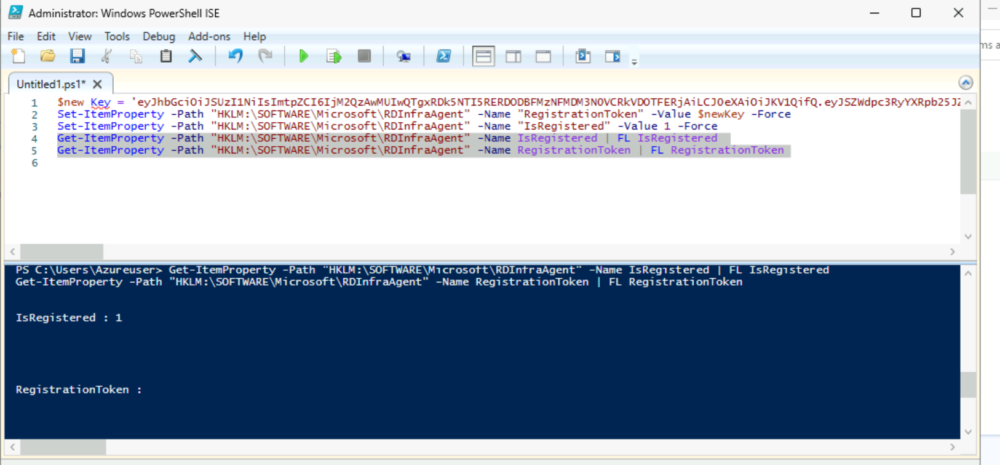 Administrator: Windows PowerShell ISE
File Edit View Tools Debug Add-ons Help
ms a
Untitled1.ps1*
1 $new Key = 'eyJhbGciOiJSUzI1NiIsImtpZCI6IjM2QzAwMUIwQTgxRDk5NTI5RERDODBFMzNFMDM3N0VCRkVDOTFERjAiLCJ0eXAiOiJKV1QifQ.eyJSZWdpc3RyYXRpb25JZ
2 Set-ItemProperty -Path "HKLM:\SOFTWARE\Microsoft\RDInfraAgent" -Name "RegistrationToken" -Value $newKey -Force
3 Set-ItemProperty -Path "HKLM:\SOFTWARE\Microsoft\RDInfraAgent" -Name "IsRegistered" -Value 1 -Force
4 Get-ItemProperty -Path "HKLM:\SOFTWARE\Microsoft\RDInfraAgent" -Name IsRegistered | FL IsRegistered
5 Get-ItemProperty -Path "HKLM:\SOFTWARE\Microsoft\RDInfraAgent" -Name RegistrationToken | FL RegistrationToken
6
PS C:\Users\Azureuser> Get-ItemProperty -Path "HKLM:\SOFTWARE\Microsoft\RDInfraAgent" -Name IsRegistered | FL IsRegistered
Get-ItemProperty -Path "HKLM:\SOFTWARE\Microsoft\RDInfraAgent" -Name RegistrationToken | FL RegistrationToken
IsRegistered : 1
RegistrationToken :